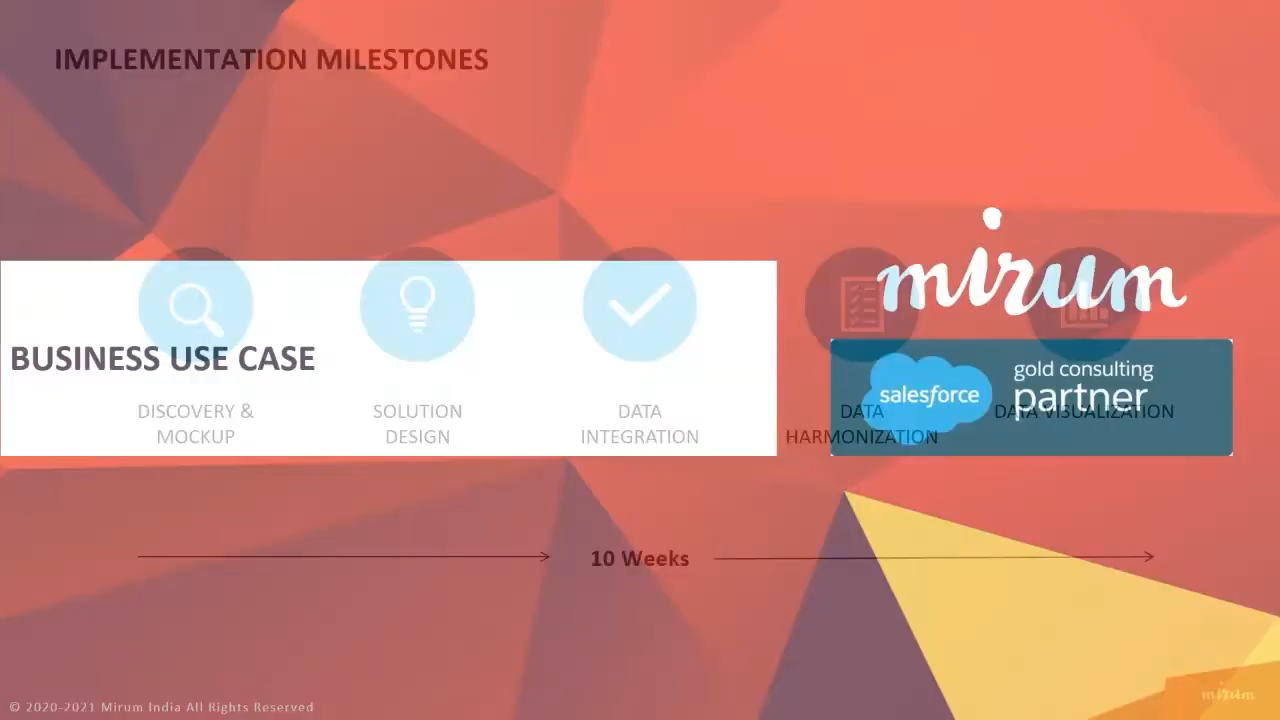 IMPLEMENTATION MILESTONES
mirum
BUSINESS USE CASE
salesforce
gold consulting
partner
DISCOVERY &
MOCKUP
SOLUTION
DESIGN
DATA
INTEGRATION
DATA
HARMONIZATION
DATA VISUALIZATION
10 Weeks
© 2020-2021 Mirum India All Rights Reserved
mirum